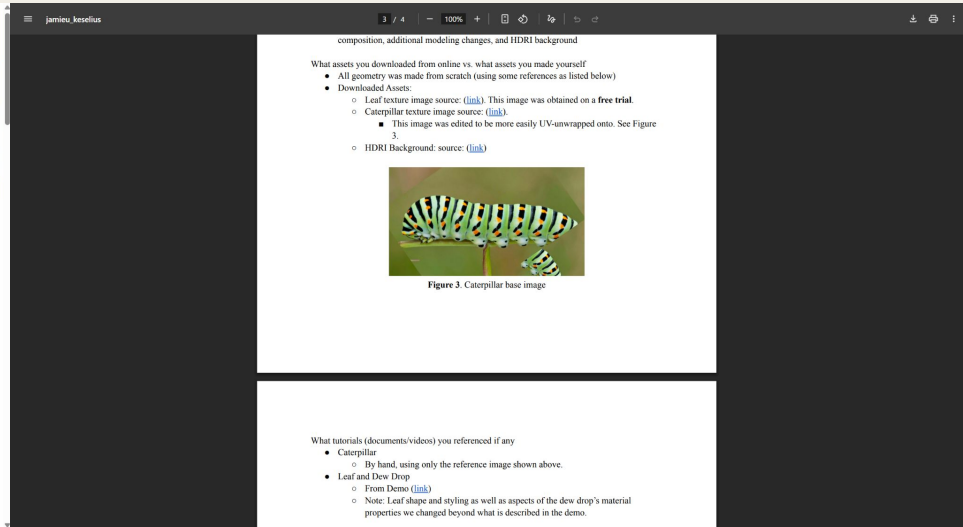 jamieu_keselius
3 / 4
100%
composition, additional modeling changes, and HDRI background
What assets you downloaded from online vs. what assets you made yourself
● All geometry was made from scratch (using some references as listed below)
● Downloaded Assets:
○ Leaf texture image source: (link). This image was obtained on a free trial.
○ Caterpillar texture image source: (link).
■ This image was edited to be more easily UV-unwrapped onto. See Figure
3.
○ HDRI Background: source: (link)
Figure 3. Caterpillar base image
What tutorials (documents/videos) you referenced if any
● Caterpillar
○ By hand, using only the reference image shown above.
● Leaf and Dew Drop
○ From Demo (link)
○ Note: Leaf shape and styling as well as aspects of the dew drop's material
properties we changed beyond what is described in the demo.